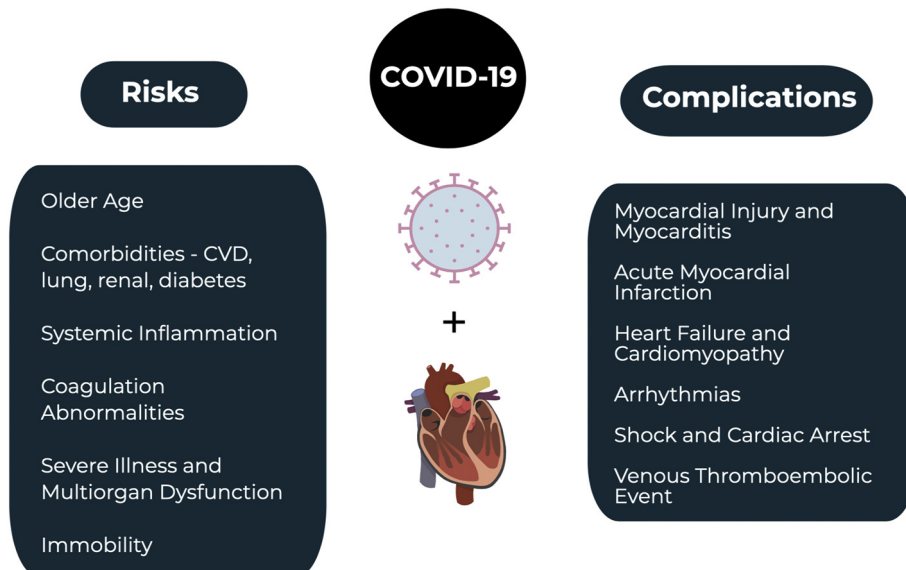 COVID-19
Risks
Older Age
Comorbidities - CVD,
lung, renal, diabetes
Systemic Inflammation
Coagulation
Abnormalities
Severe Illness and
Multiorgan Dysfunction
Immobility
+
Complications
Myocardial Injury and
Myocarditis
Acute Myocardial
Infarction
Heart Failure and
Cardiomyopathy
Arrhythmias
Shock and Cardiac Arrest
Venous Thromboembolic
Event